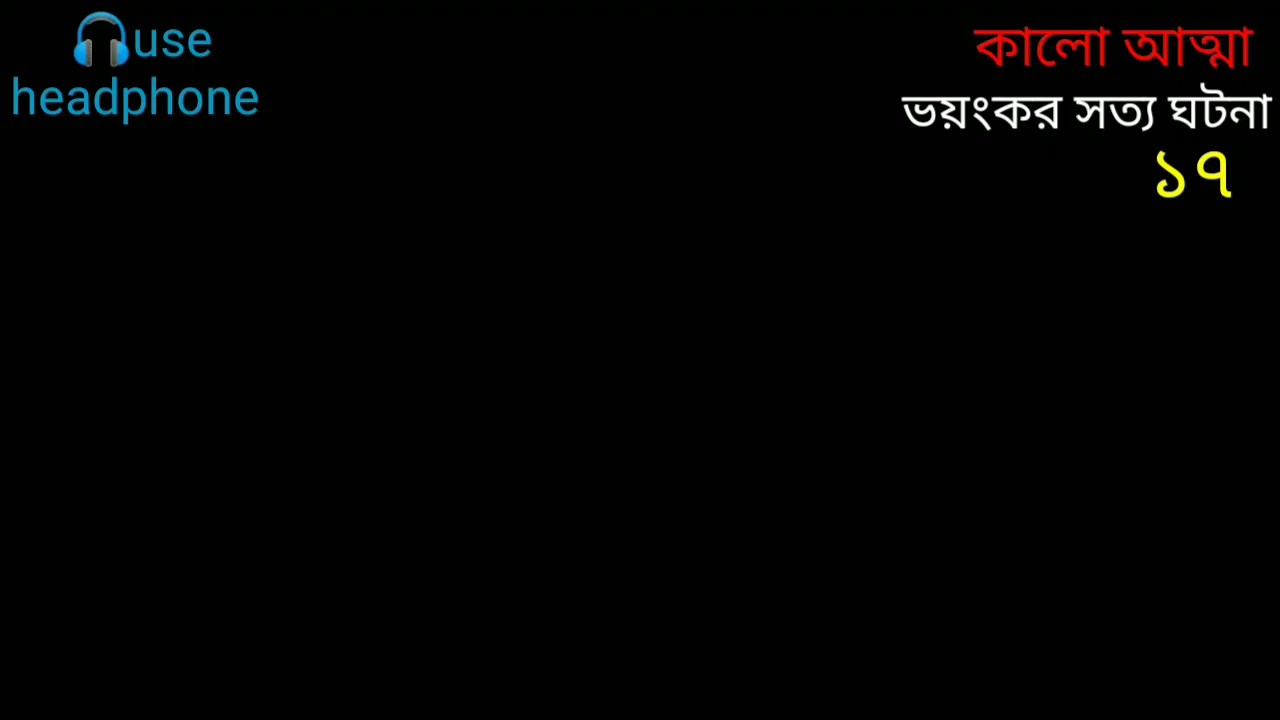 🎧use
headphone
কালো আত্মা
ভয়ংকর সত্য ঘটনা
১৭